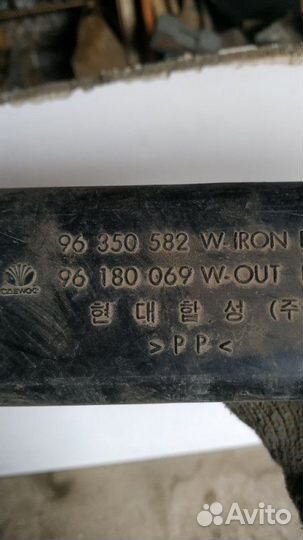 96 350 582 W-IRON
DAEWOO 96 180 069 W-OUT
현대합성 (주
>PP<
Avito